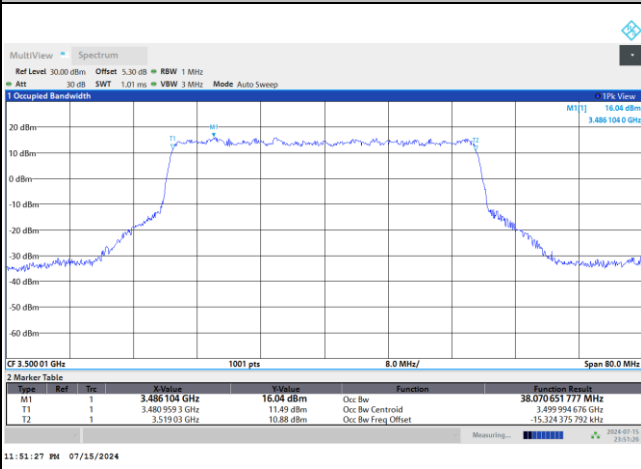 MultiView Spectrum
Ref Level 30.00 dBm Offset 5.30 dB RBW 1 MHz
Att 30 dB SWT 1.01 ms VBW 3 MHz Mode Auto Sweep
1 Occupied Bandwidth 1Pk View
M1[1] 16.04 dBm
3.486 104 0 GHz
20 dBm
T1 M1 T2
10 dBm
0 dBm
-10 dBm
-20 dBm
-30 dBm
-40 dBm
-50 dBm
-60 dBm
CF 3.500 01 GHz 1001 pts 8.0 MHz/ Span 80.0 MHz
2 Marker Table
Type Ref Trc X-Value Y-Value Function Function Result
M1 1 3.486 104 GHz 16.04 dBm Occ Bw 38.070 651 777 MHz
T1 1 3.480 959 3 GHz 11.49 dBm Occ Bw Centroid 3.499 994 676 GHz
T2 1 3.519 03 GHz 10.88 dBm Occ Bw Freq Offset -15.324 375 792 kHz
Measuring... 2024-07-15
23:51:26
11:51:27 PM 07/15/2024